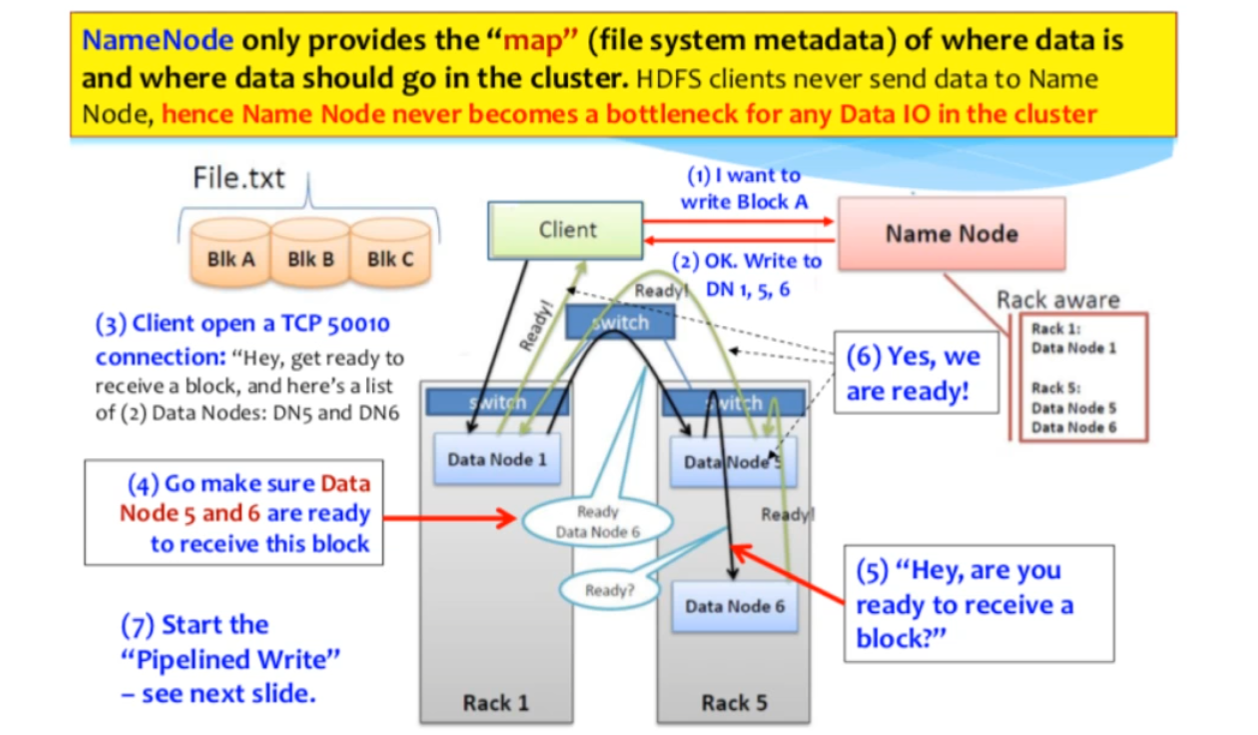 NameNode only provides the “map” (file system metadata) of where data is
and where data should go in the cluster. HDFS clients never send data to Name
Node, hence Name Node never becomes a bottleneck for any Data IO in the cluster
File.txt
Blk A
Blk B
Blk C
(1) I want to
write Block A
Client
Name Node
(2) OK. Write to
DN 1, 5, 6
Ready!
Ready!
switch
Rack aware
Rack 1:
Data Node 1
Rack 5:
Data Node 5
Data Node 6
(3) Client open a TCP 50010
connection: “Hey, get ready to
receive a block, and here’s a list
of (2) Data Nodes: DN5 and DN6
(6) Yes, we
are ready!
switch
switch
Data Node 1
Data Node 5
(4) Go make sure Data
Node 5 and 6 are ready
to receive this block
Ready
Data Node 6
Ready!
Ready?
Data Node 6
(5) “Hey, are you
ready to receive a
block?”
(7) Start the
“Pipelined Write”
– see next slide.
Rack 1
Rack 5